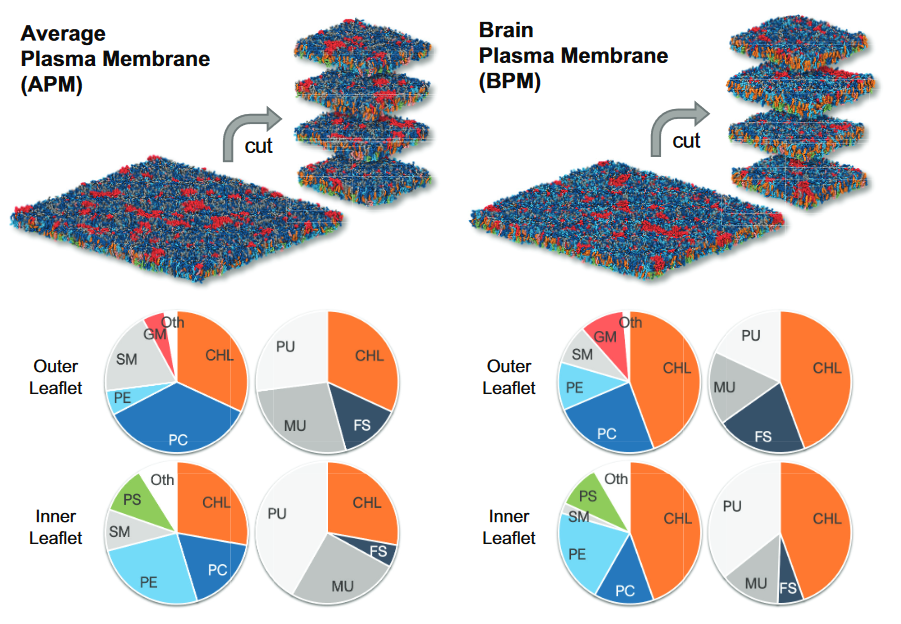 Average
Plasma Membrane
(APM)
cut
Brain
Plasma Membrane
(BPM)
cut
Outer
Leaflet
Oth
GM
SM
CHL
PE
PC
PU
CHL
MU
FS
Outer
Leaflet
Oth
GM
SM
CHL
PE
PC
PU
CHL
MU
FS
Inner
Leaflet
Oth
PS
CHL
SM
PC
PE
PU
CHL
FS
MU
Inner
Leaflet
Oth
PS
SM
CHL
PE
PC
PU
CHL
MU
FS